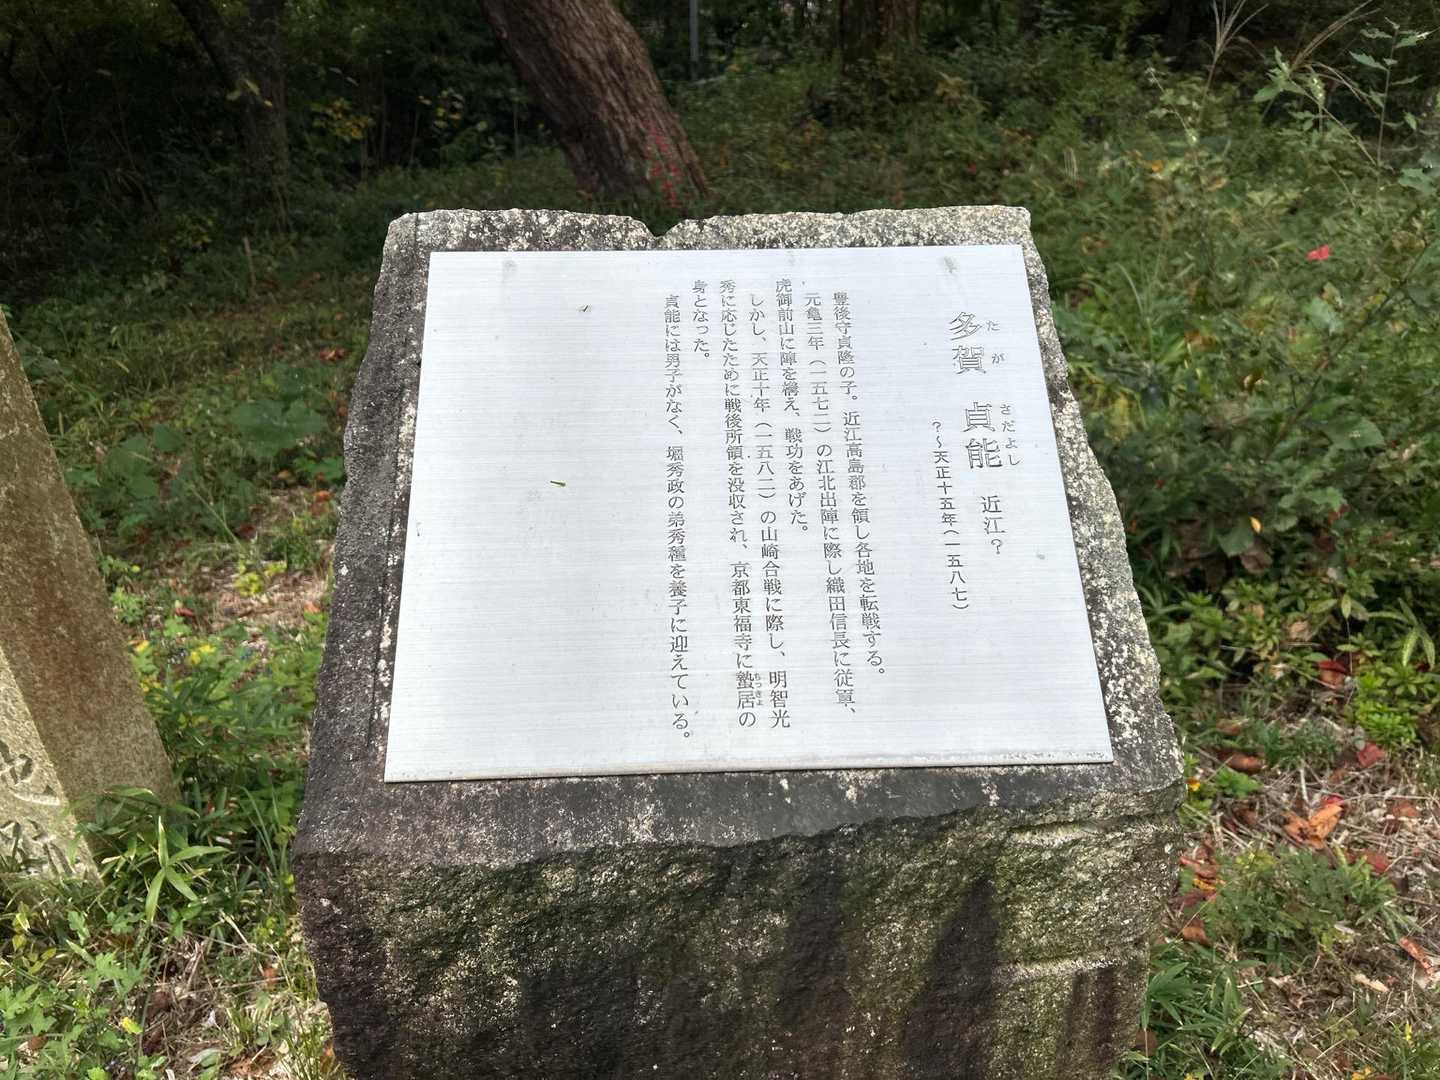 多賀 貞能 近江?
たが さだよし
?～天正十五年(一五八七)
豊後守貞隆の子。近江高島郡を領し各地を転戦する。
元亀三年(一五七二)の江北出陣に際し織田信長に従軍、
虎御前山に陣を構え、戦功をあげた。
しかし、天正十年(一五八二)の山崎合戦に際し、明智光
秀に応じたために戦後所領を没収され、京都東福寺に蟄居の
ちっきょ
身となった。
貞能には男子がなく、堀秀政の弟秀種を養子に迎えている。